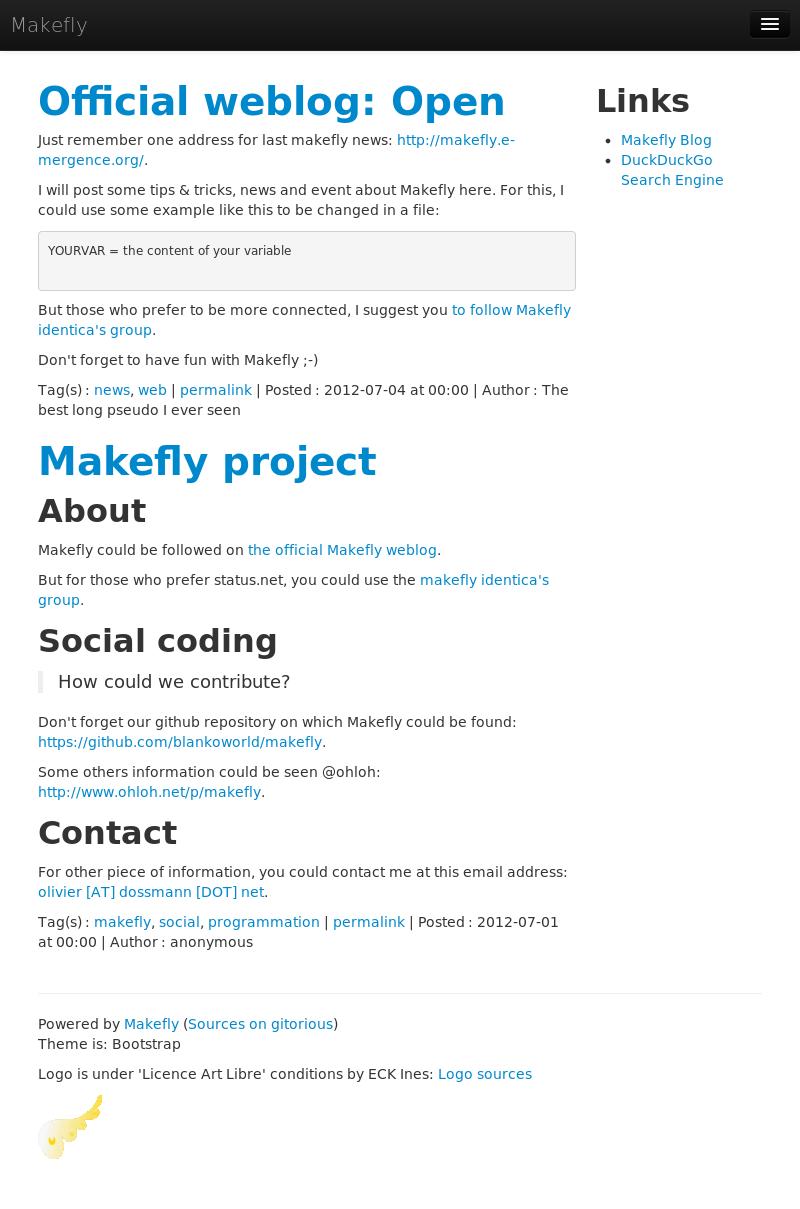 Makefly
Official weblog: Open
Just remember one address for last makefly news: http://makefly.e-
mergence.org/.
I will post some tips & tricks, news and event about Makefly here. For this, I
could use some example like this to be changed in a file:
YOURVAR = the content of your variable
But those who prefer to be more connected, I suggest you to follow Makefly
identica's group.
Don't forget to have fun with Makefly ;-)
Tag(s) : news, web | permalink | Posted : 2012-07-04 at 00:00 | Author : The
best long pseudo I ever seen
Makefly project
About
Makefly could be followed on the official Makefly weblog.
But for those who prefer status.net, you could use the makefly identica's
group.
Social coding
How could we contribute?
Don't forget our github repository on which Makefly could be found:
https://github.com/blankoworld/makefly.
Some others information could be seen @ohloh:
http://www.ohloh.net/p/makefly.
Contact
For other piece of information, you could contact me at this email address:
olivier [AT] dossmann [DOT] net.
Tag(s) : makefly, social, programmation | permalink | Posted : 2012-07-01
at 00:00 | Author : anonymous
Links
Makefly Blog
DuckDuckGo
Search Engine
Powered by Makefly (Sources on gitorious)
Theme is: Bootstrap
Logo is under 'Licence Art Libre' conditions by ECK Ines: Logo sources